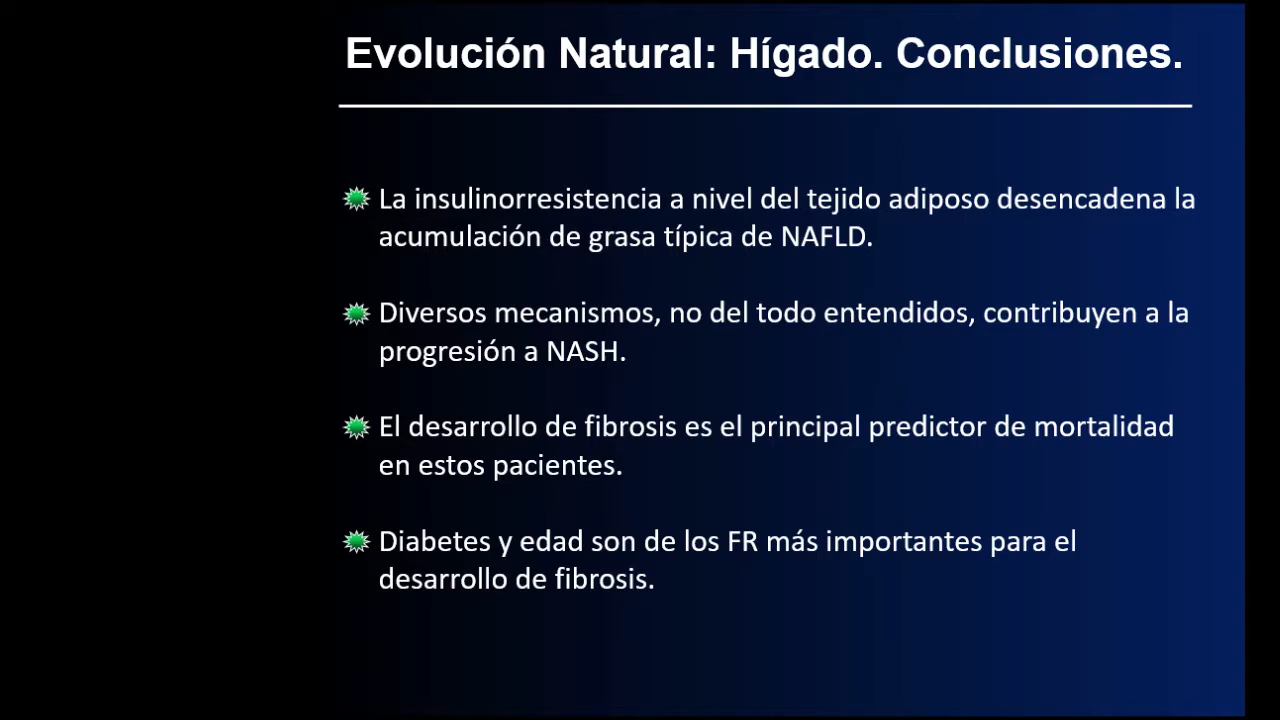 Evolución Natural: Hígado. Conclusiones.
La insulinorresistencia a nivel del tejido adiposo desencadena la
acumulación de grasa típica de NAFLD.
Diversos mecanismos, no del todo entendidos, contribuyen a la
progresión a NASH.
El desarrollo de fibrosis es el principal predictor de mortalidad
en estos pacientes.
Diabetes y edad son de los FR más importantes para el
desarrollo de fibrosis.